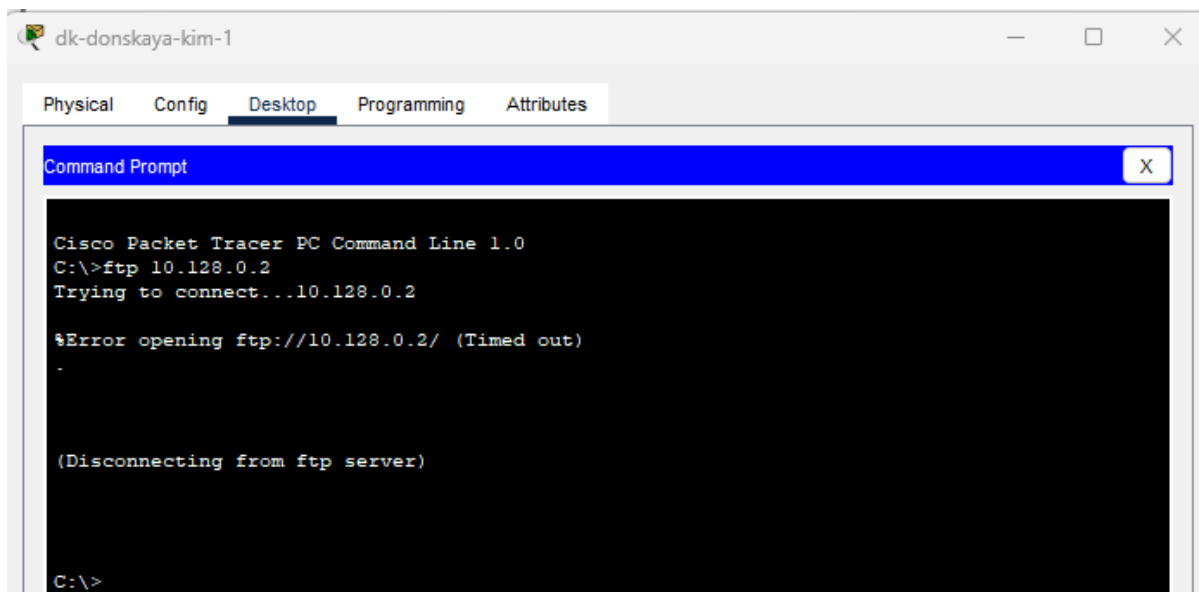 dk-donskaya-kim-1
Physical Config Desktop Programming Attributes
Command Prompt
X
Cisco Packet Tracer PC Command Line 1.0
C:\>ftp 10.128.0.2
Trying to connect...10.128.0.2
%Error opening ftp://10.128.0.2/ (Timed out)
.
(Disconnecting from ftp server)
C:\>